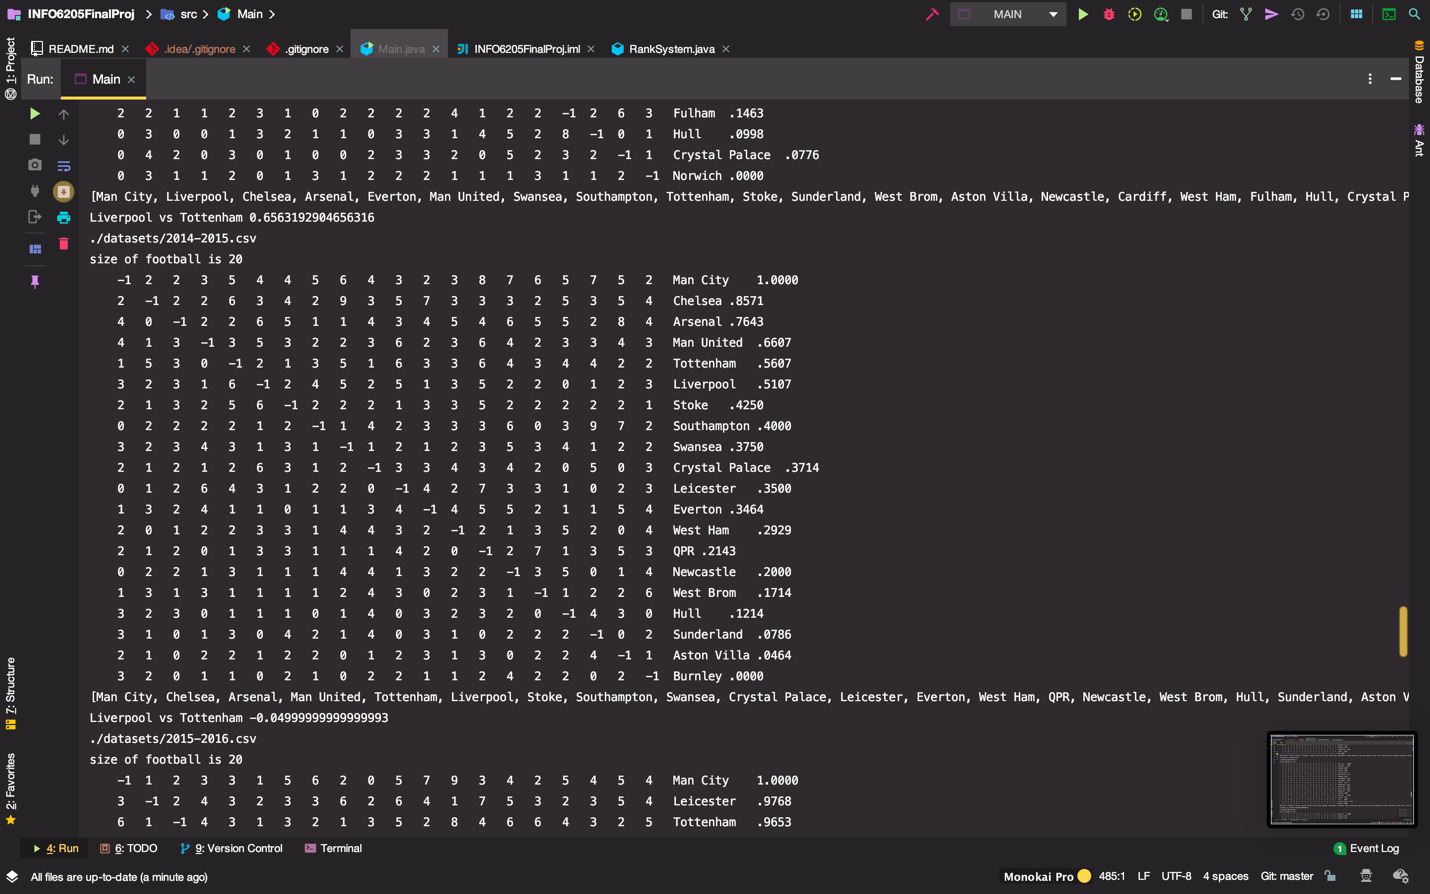 INFO6205FinalProj > src > Main > MAIN Git:
README.md × .idea/.gitignore × .gitignore × Main.java × INFO6205FinalProj.iml × RankSystem.java ×
Run: Main ×
1: Project
Database
Ant
2 2 1 1 2 3 1 0 2 2 2 2 4 1 2 2 -1 2 6 3 Fulham .1463
0 3 0 0 1 3 2 1 1 0 3 3 1 4 5 2 8 -1 0 1 Hull .0998
0 4 2 0 3 0 1 0 0 2 3 3 2 0 5 2 3 2 -1 1 Crystal Palace .0776
0 3 1 1 2 0 1 3 1 2 2 2 1 1 1 3 1 1 2 -1 Norwich .0000
[Man City, Liverpool, Chelsea, Arsenal, Everton, Man United, Swansea, Southampton, Tottenham, Stoke, Sunderland, West Brom, Aston Villa, Newcastle, Cardiff, West Ham, Fulham, Hull, Crystal P
Liverpool vs Tottenham 0.6563192904656316
./datasets/2014-2015.csv
size of football is 20
-1 2 2 3 5 4 4 5 6 4 3 2 3 8 7 6 5 7 5 2 Man City 1.0000
2 -1 2 2 6 3 4 2 9 3 5 7 3 3 3 2 5 3 5 4 Chelsea .8571
4 0 -1 2 2 6 5 1 1 4 3 4 5 4 6 5 5 2 8 4 Arsenal .7643
4 1 3 -1 3 5 3 2 2 3 6 2 3 6 4 2 3 3 4 3 Man United .6607
1 5 3 0 -1 2 1 3 5 1 6 3 3 6 4 3 4 4 2 2 Tottenham .5607
3 2 3 1 6 -1 2 4 5 2 5 1 3 5 2 2 0 1 2 3 Liverpool .5107
2 1 3 2 5 6 -1 2 2 2 1 3 3 5 2 2 2 2 2 1 Stoke .4250
0 2 2 2 2 1 2 -1 1 4 2 3 3 3 6 0 3 9 7 2 Southampton .4000
3 2 3 4 3 1 3 1 -1 1 2 1 2 3 5 3 4 1 2 2 Swansea .3750
2 1 2 1 2 6 3 1 2 -1 3 3 4 3 4 2 0 5 0 3 Crystal Palace .3714
0 1 2 6 4 3 1 2 2 0 -1 4 2 7 3 3 1 0 2 3 Leicester .3500
1 3 2 4 1 1 0 1 1 3 4 -1 4 5 5 2 1 1 5 4 Everton .3464
2 0 1 2 2 3 3 1 4 4 3 2 -1 2 1 3 5 2 0 4 West Ham .2929
2 1 2 0 1 3 3 1 1 1 4 2 0 -1 2 7 1 3 5 3 QPR .2143
0 2 2 1 3 1 1 1 4 4 1 3 2 2 -1 3 5 0 1 4 Newcastle .2000
1 3 1 3 1 1 1 1 2 4 3 0 2 3 1 -1 1 2 2 6 West Brom .1714
3 2 3 0 1 1 1 0 1 4 0 3 2 3 2 0 -1 4 3 0 Hull .1214
3 1 0 1 3 0 4 2 1 4 0 3 1 0 2 2 2 -1 0 2 Sunderland .0786
2 1 0 2 2 1 2 2 0 1 2 3 1 3 0 2 2 4 -1 1 Aston Villa .0464
3 2 0 1 1 0 2 1 0 2 2 1 1 2 4 2 2 0 2 -1 Burnley .0000
[Man City, Chelsea, Arsenal, Man United, Tottenham, Liverpool, Stoke, Southampton, Swansea, Crystal Palace, Leicester, Everton, West Ham, QPR, Newcastle, West Brom, Hull, Sunderland, Aston V
Liverpool vs Tottenham -0.04999999999999993
./datasets/2015-2016.csv
size of football is 20
-1 1 2 3 3 1 5 6 2 0 5 7 9 3 4 2 5 4 5 4 Man City 1.0000
3 -1 2 4 3 2 3 3 6 2 6 4 1 7 5 3 2 3 5 4 Leicester .9768
6 1 -1 4 3 1 3 2 1 3 5 2 8 4 6 6 4 3 2 5 Tottenham .9653
7: Structure
2: Favorites
4: Run 6: TODO 9: Version Control Terminal 1 Event Log
All files are up-to-date (a minute ago) Monokai Pro 485:1 LF UTF-8 4 spaces Git: master